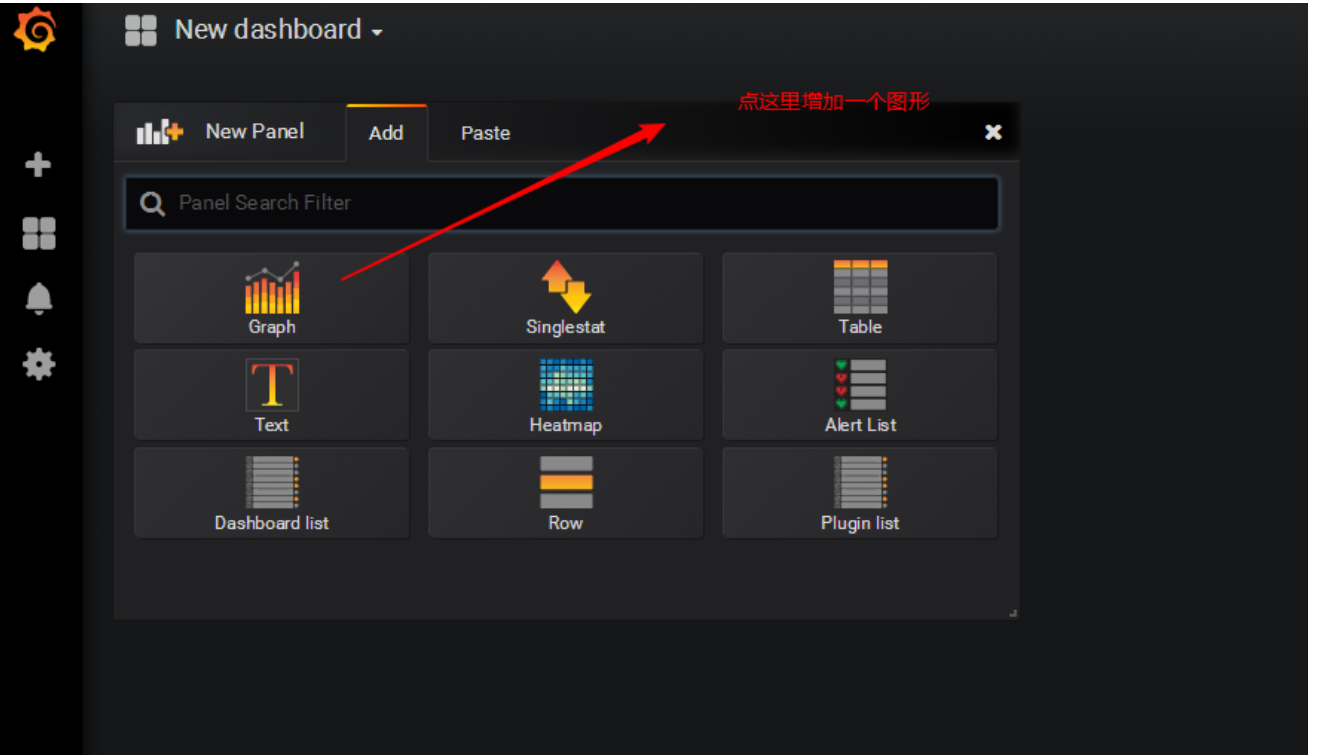 New dashboard
点这里增加一个图形
New Panel Add Paste
Panel Search Filter
Graph Singlestat Table
Text Heatmap Alert List
Dashboard list Row Plugin list